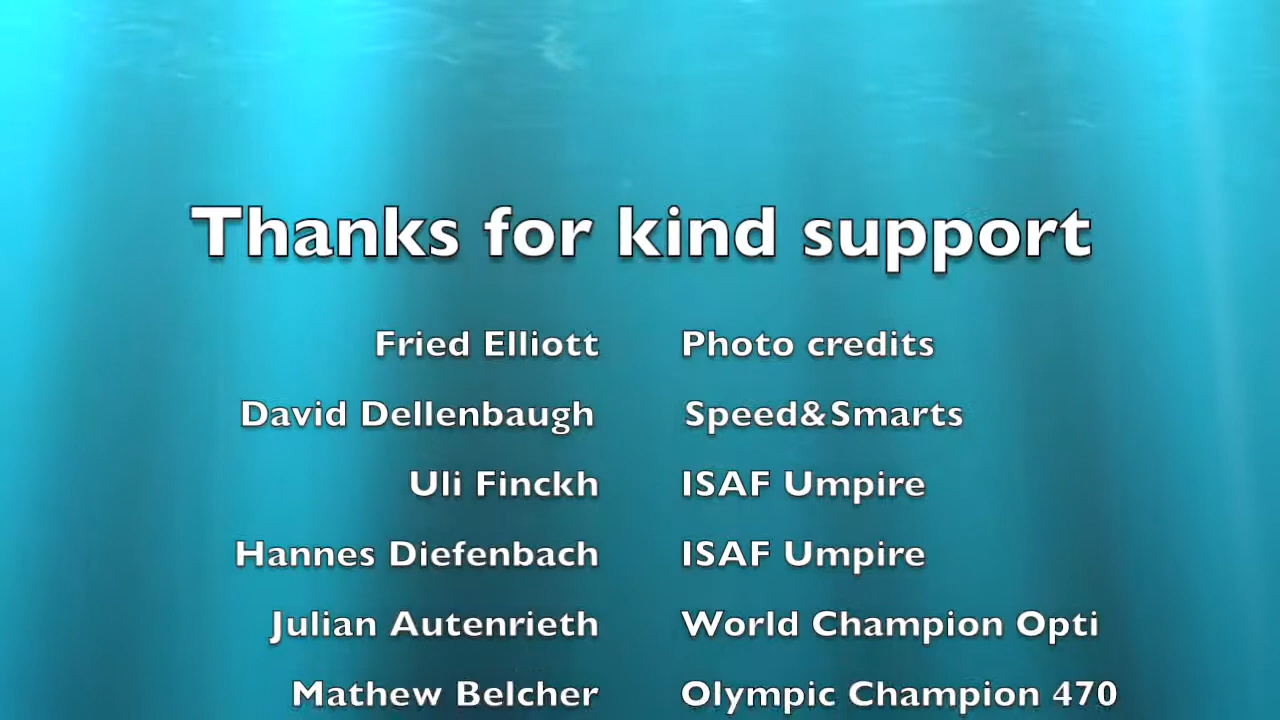 Thanks for kind support
Fried Elliott Photo credits
David Dellenbaugh Speed&Smarts
Uli Finckh ISAF Umpire
Hannes Diefenbach ISAF Umpire
Julian Autenrieth World Champion Opti
Mathew Belcher Olympic Champion 470